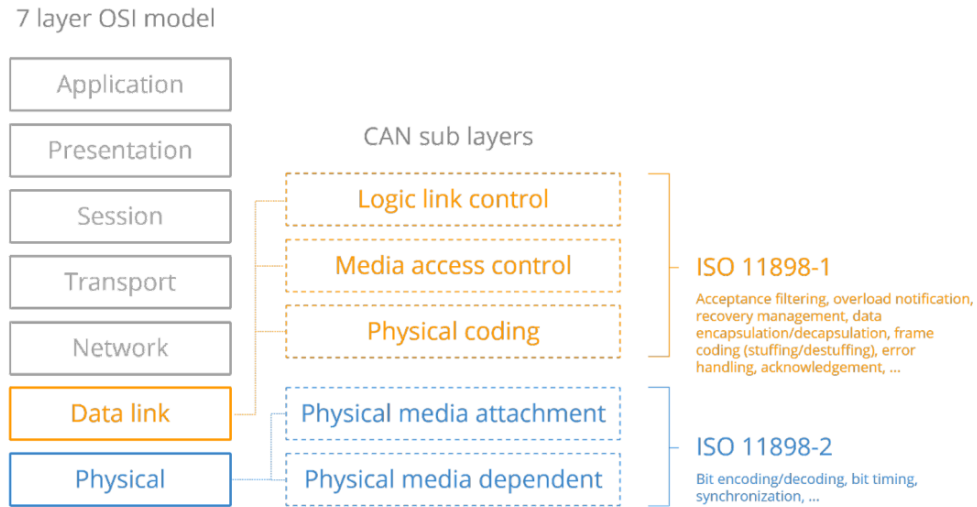 7 layer OSI model
Application
Presentation
Session
Transport
Network
Data link
Physical
CAN sub layers
Logic link control
Media access control
Physical coding
Physical media attachment
Physical media dependent
ISO 11898-1
Acceptance filtering, overload notification,
recovery management, data
encapsulation/decapsulation, frame
coding (stuffing/destuffing), error
handling, acknowledgement, ...
ISO 11898-2
Bit encoding/decoding, bit timing,
synchronization, ...